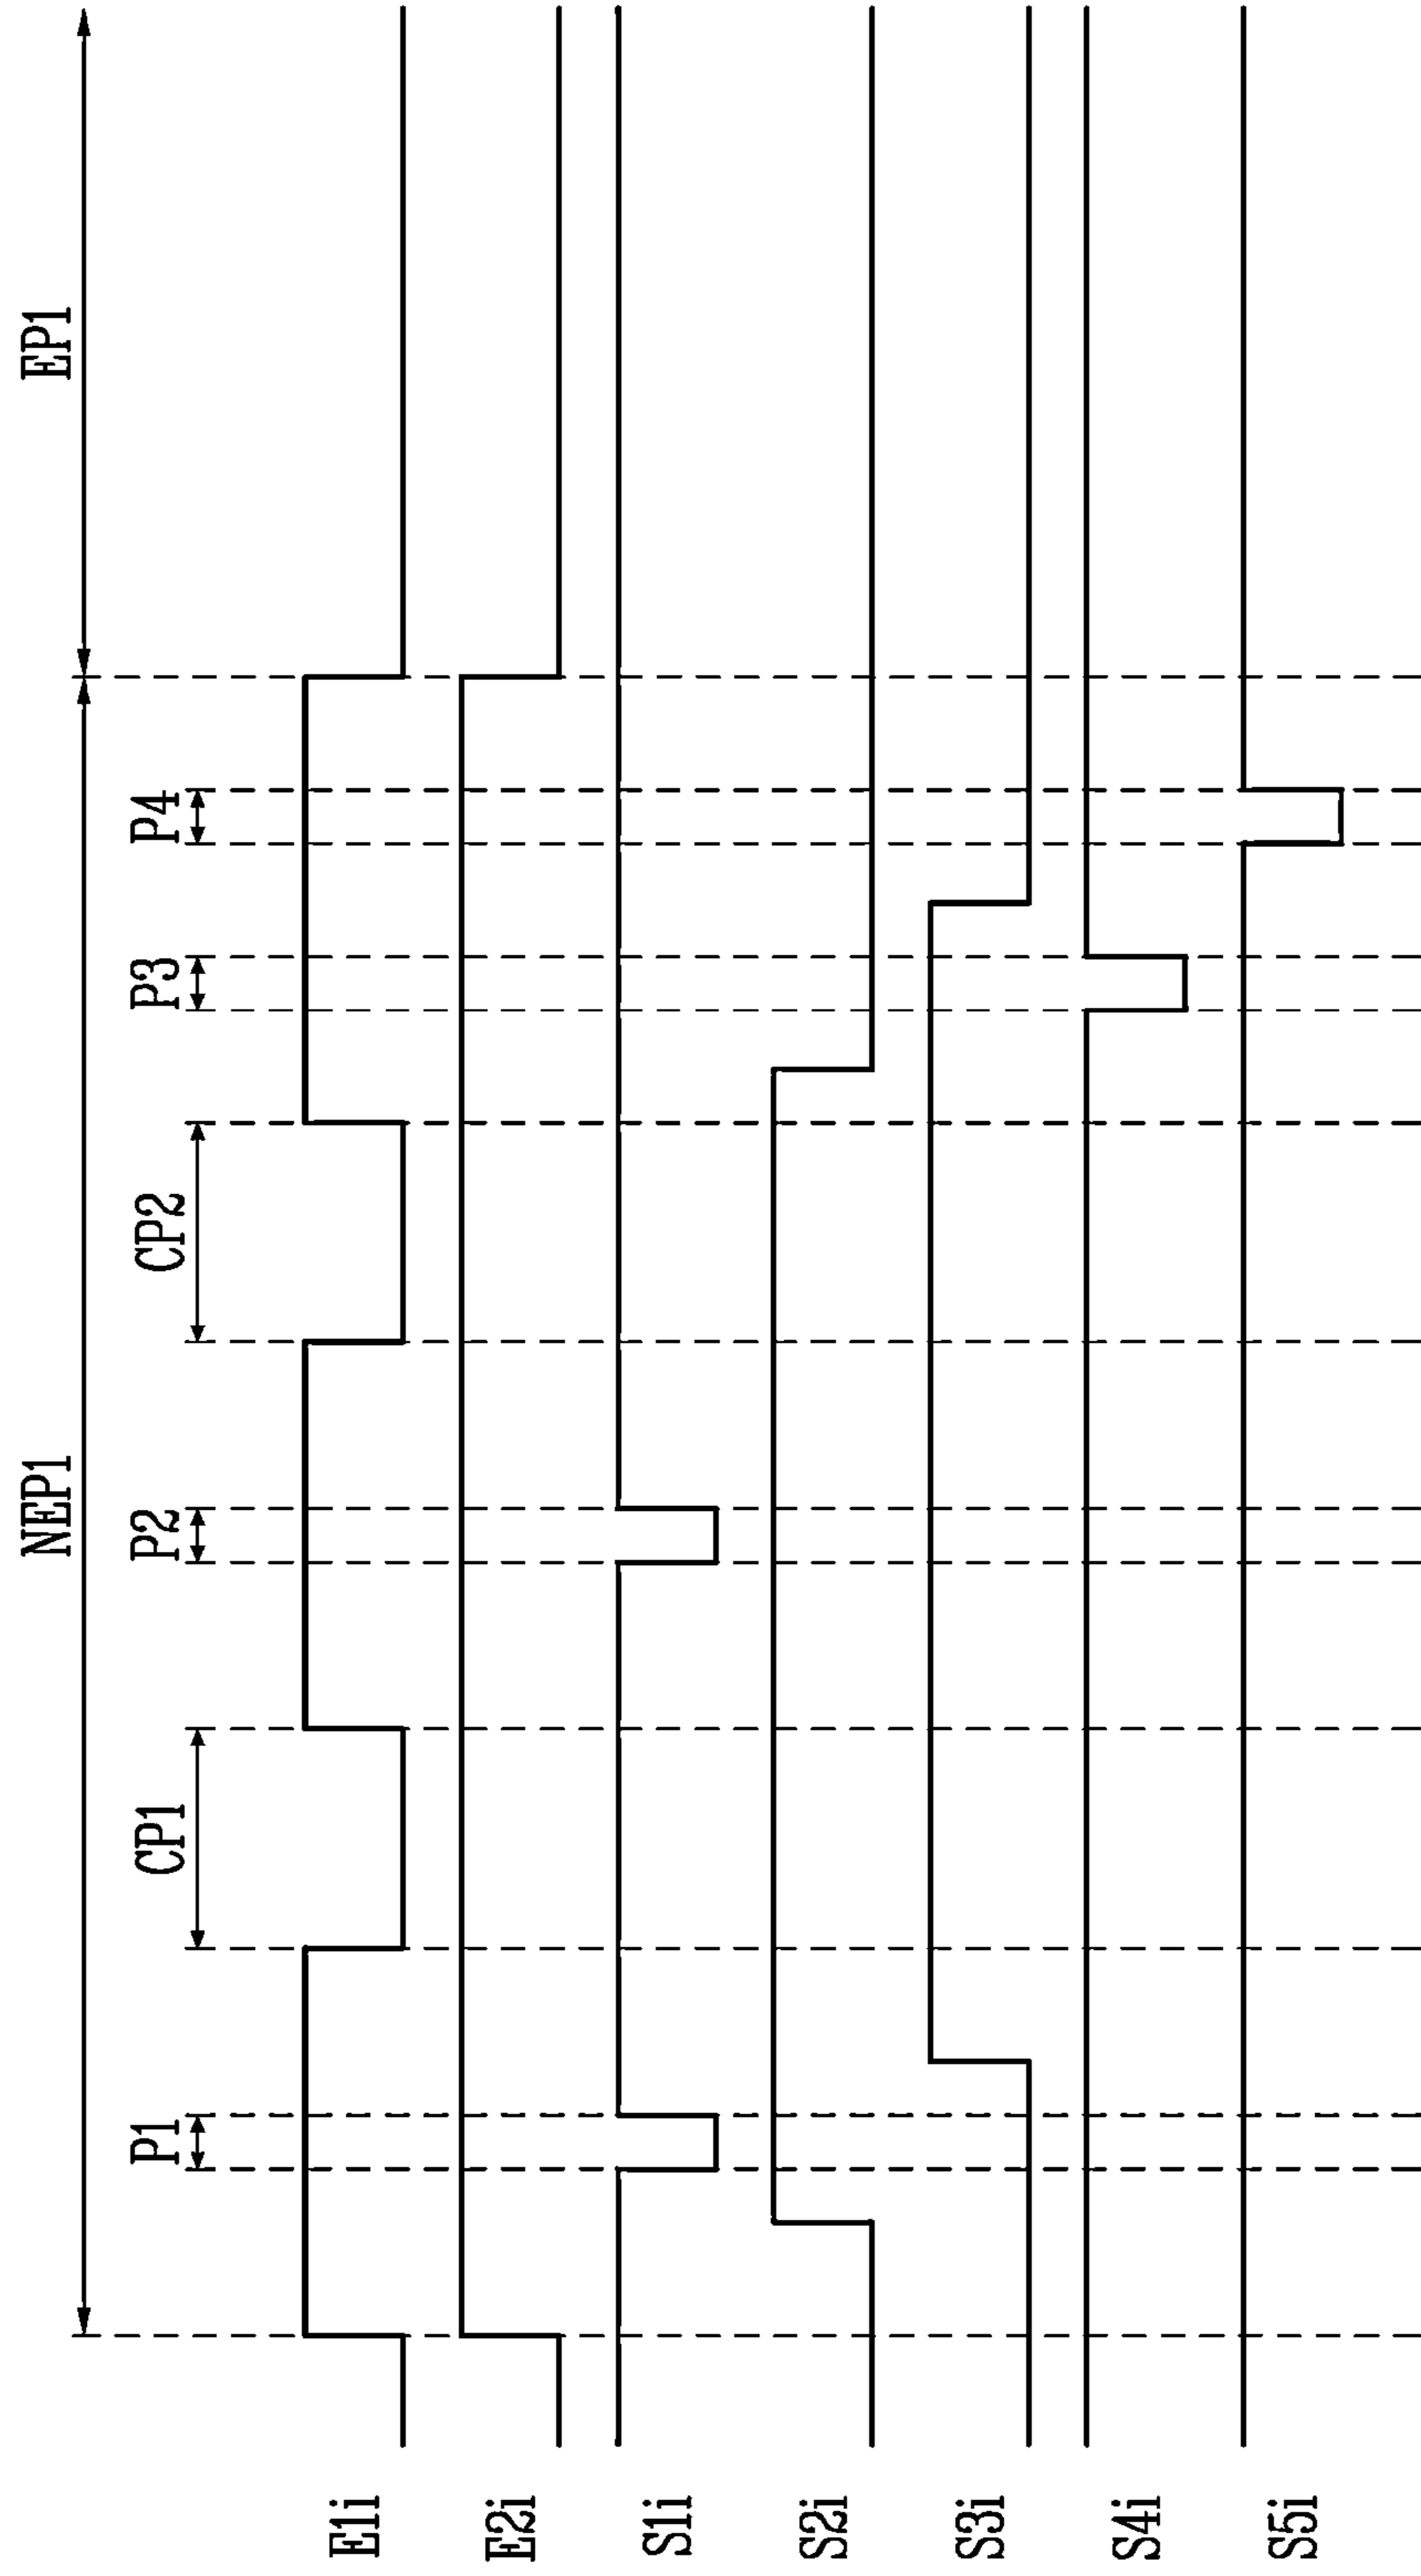 NEP1 EP1
P1 CP1 P2 CP2 P3 P4
E1i
E2i
S1i
S2i
S3i
S4i
S5i